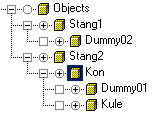 Objects
Stang1
Dummy02
Stang2
Kon
Dummy01
Kule